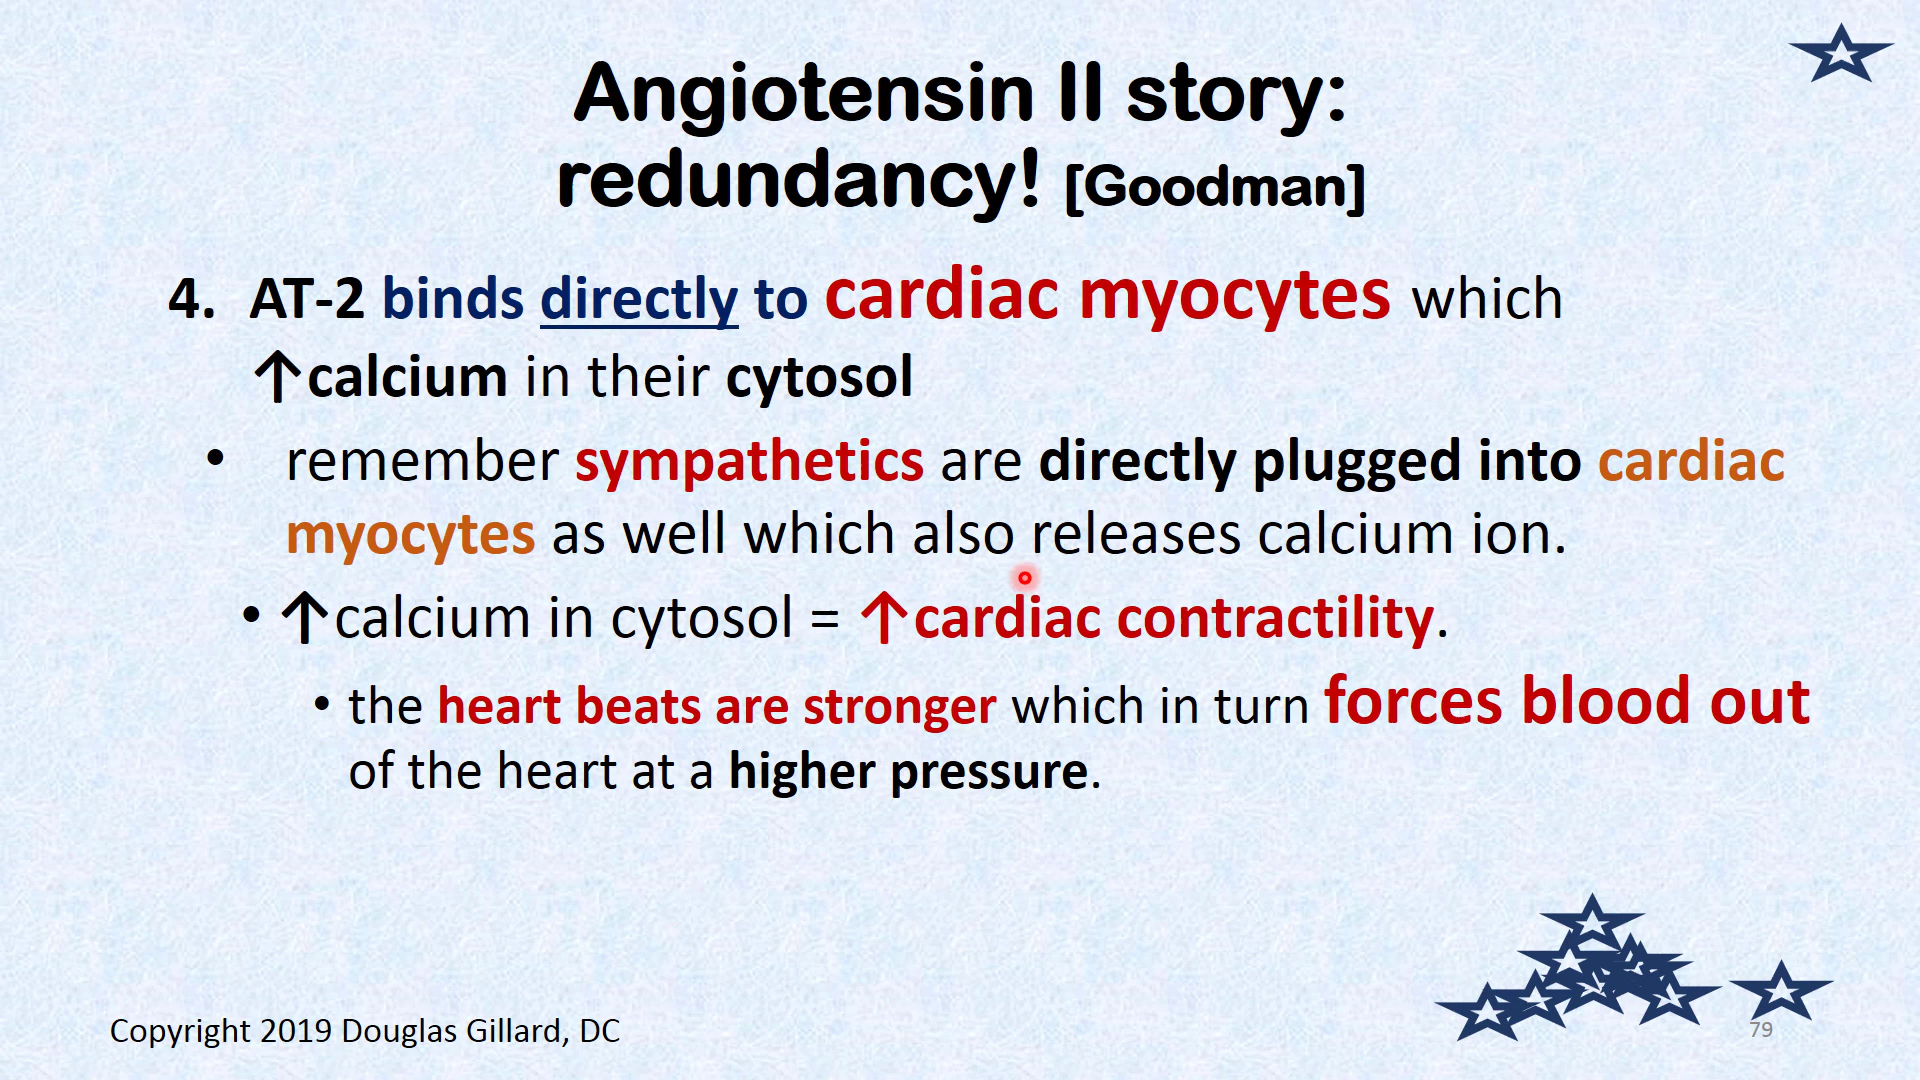 Angiotensin II story:
redundancy! [Goodman]
4. AT-2 binds directly to cardiac myocytes which
↑calcium in their cytosol
• remember sympathetics are directly plugged into cardiac
myocytes as well which also releases calcium ion.
• ↑calcium in cytosol = ↑cardiac contractility.
• the heart beats are stronger which in turn forces blood out
of the heart at a higher pressure.
Copyright 2019 Douglas Gillard, DC
79